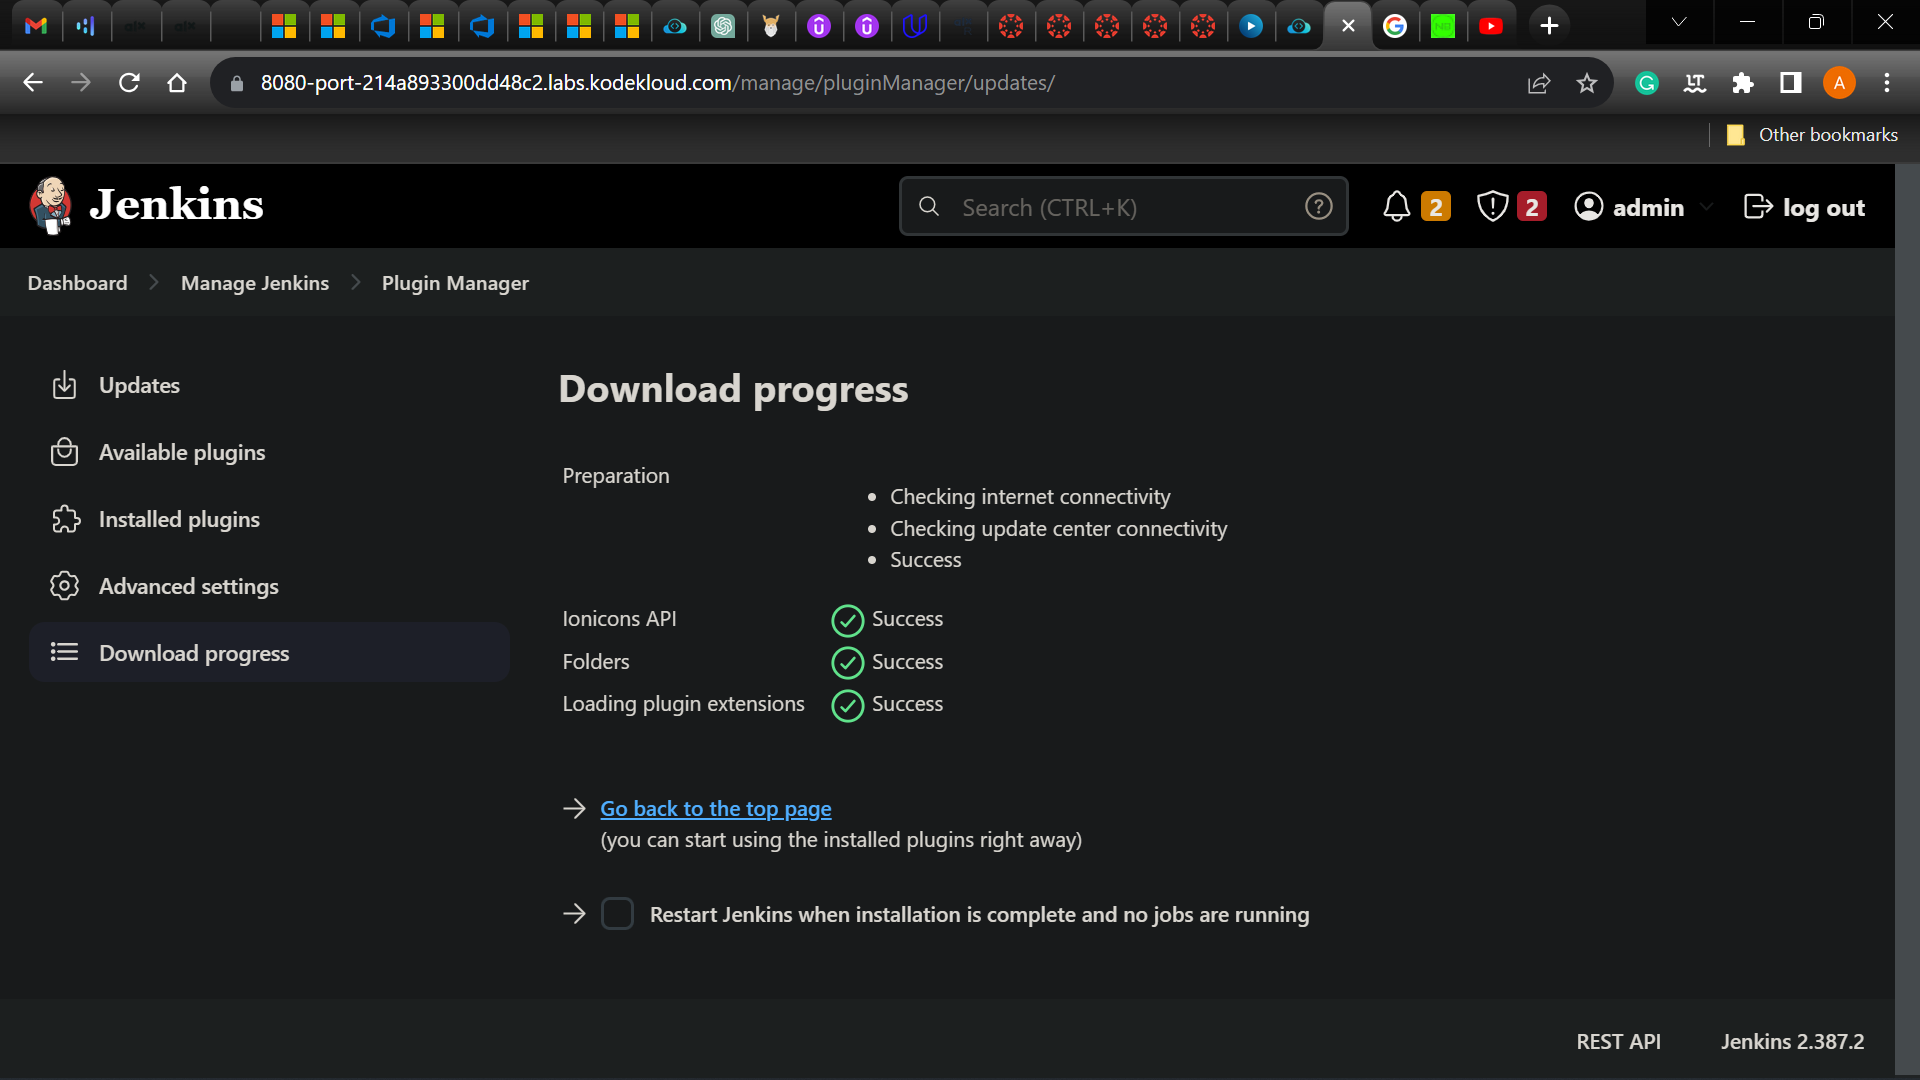 8080-port-214a893300dd48c2.labs.kodekloud.com/manage/pluginManager/updates/
A
Other bookmarks
Jenkins
Search (CTRL+K)
2
2
admin
log out
Dashboard
Manage Jenkins
Plugin Manager
Updates
Available plugins
Installed plugins
Advanced settings
Download progress
Download progress
Preparation
Checking internet connectivity
Checking update center connectivity
Success
Ionicons API
Success
Folders
Success
Loading plugin extensions
Success
Go back to the top page
(you can start using the installed plugins right away)
Restart Jenkins when installation is complete and no jobs are running
REST API
Jenkins 2.387.2